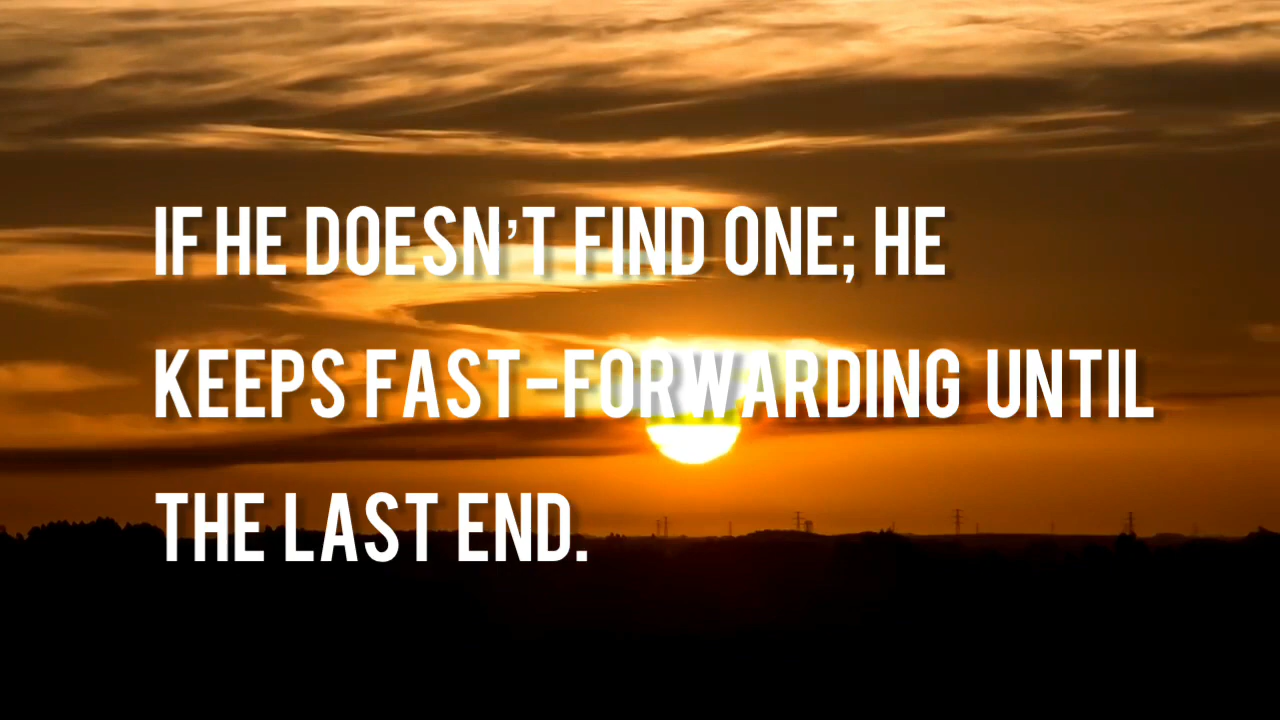 IF HE DOESN’T FIND ONE; HE
KEEPS FAST-FORWARDING UNTIL
THE LAST END.